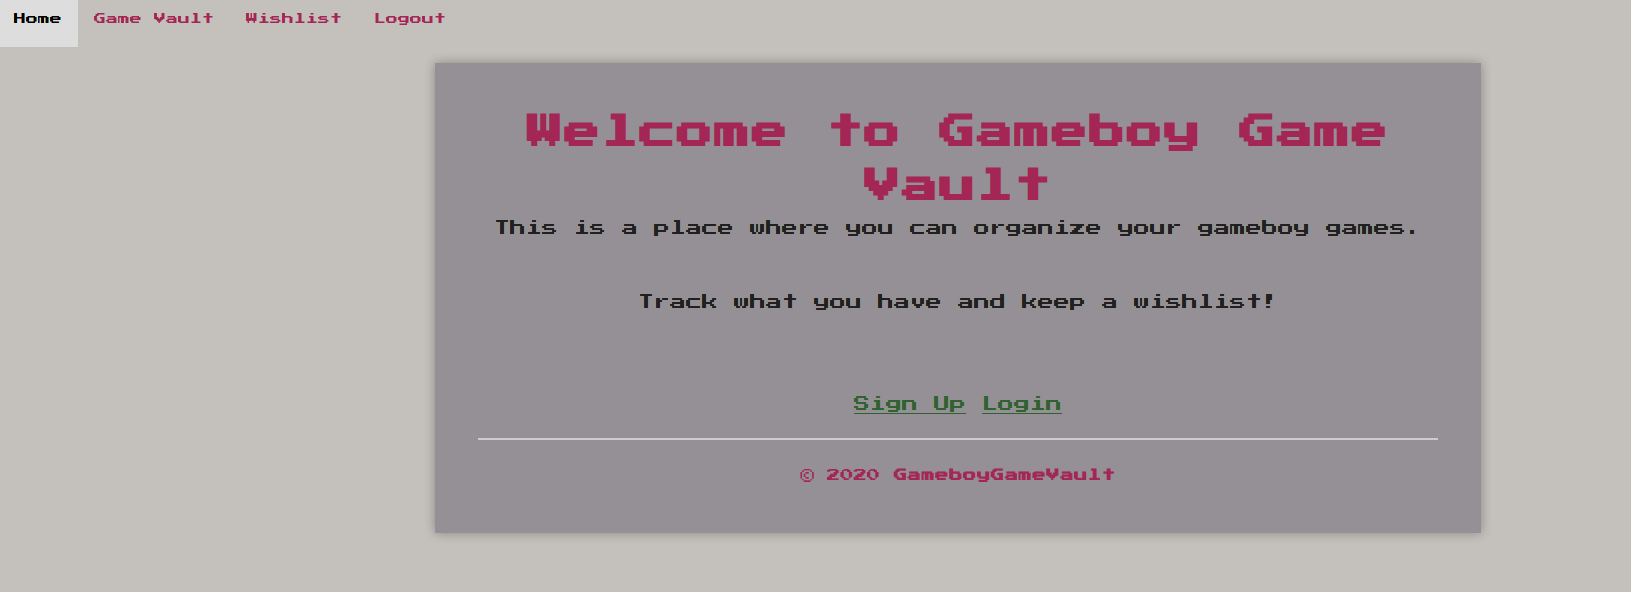 Home Game Vault Wishlist Logout
Welcome to Gameboy Game
Vault
This is a place where you can organize your gameboy games.
Track what you have and keep a wishlist!
Sign Up Login
© 2020 GameboyGameVault